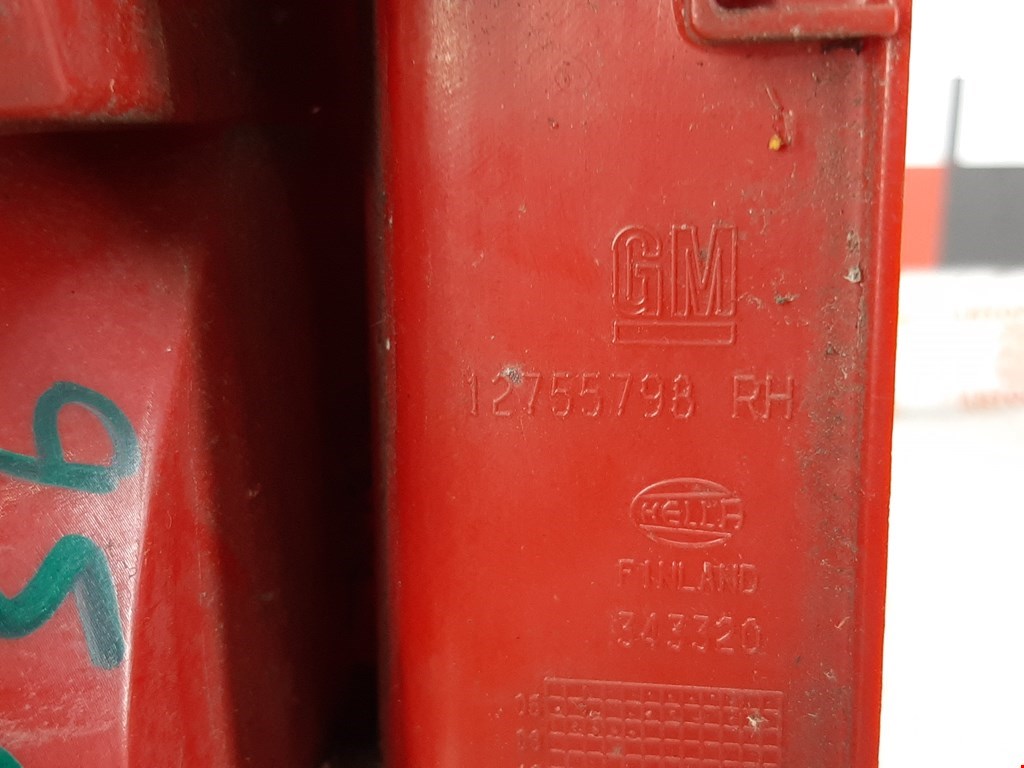 GM
12755798 RH
HELLA
FINLAND
343320